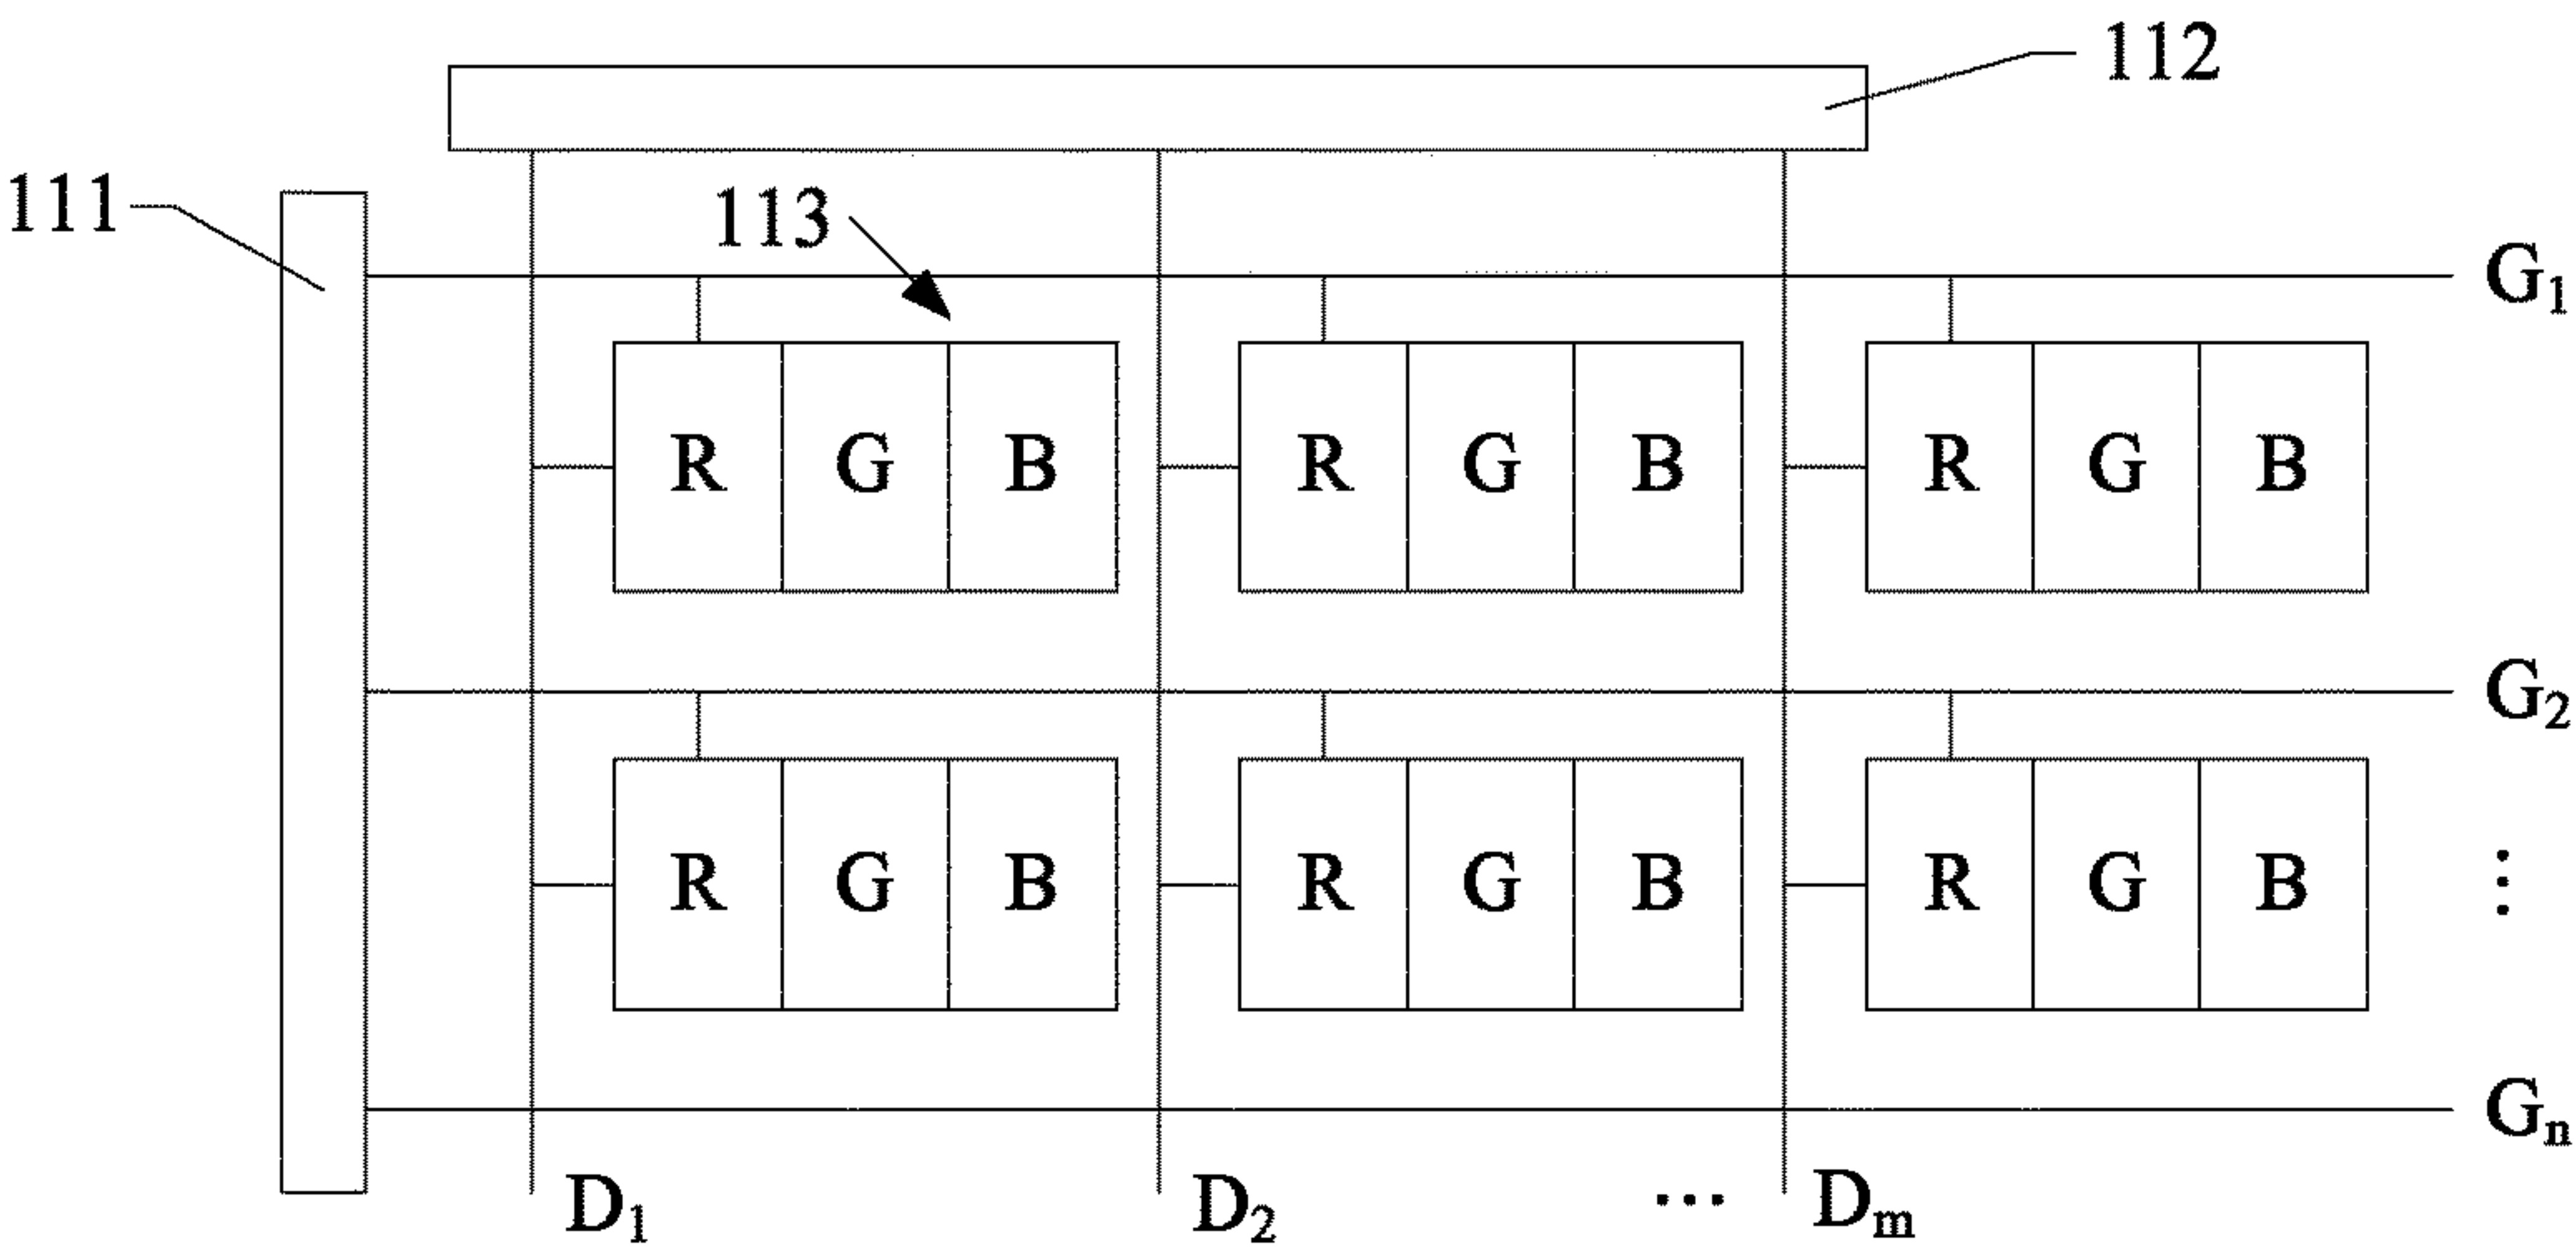 112
111
113
G1
R G B R G B R G B
G2
R G B R G B R G B
⋮
Gn
D1 D2 ... Dm